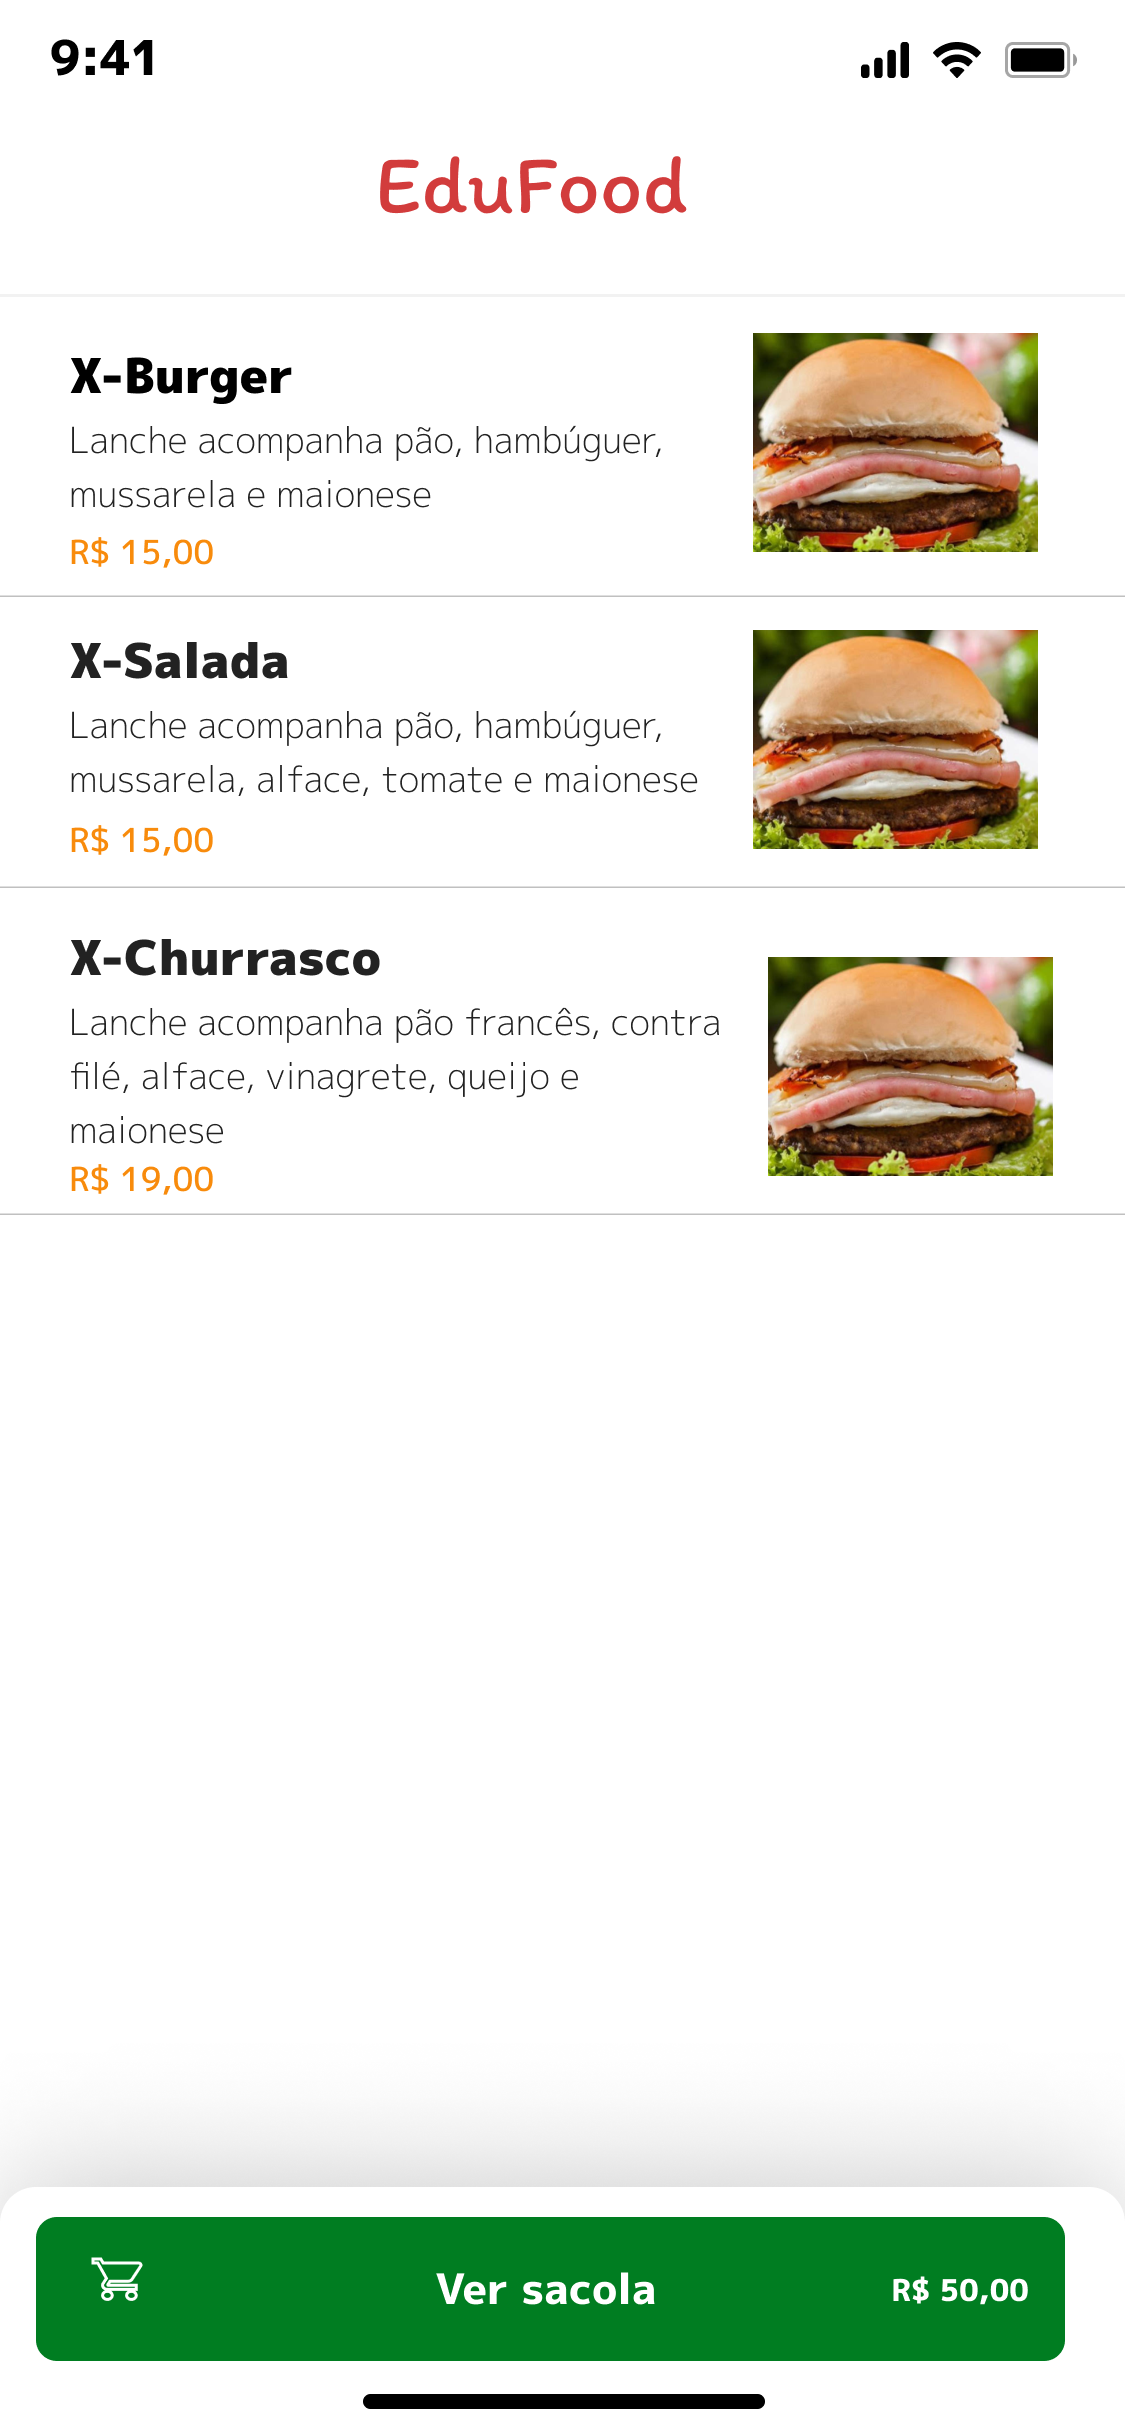 9:41
EduFood
X-Burger
Lanche acompanha pão, hambúguer,
mussarela e maionese
R$ 15,00
X-Salada
Lanche acompanha pão, hambúguer,
mussarela, alface, tomate e maionese
R$ 15,00
X-Churrasco
Lanche acompanha pão francês, contra
filé, alface, vinagrete, queijo e
maionese
R$ 19,00
Ver sacola
R$ 50,00